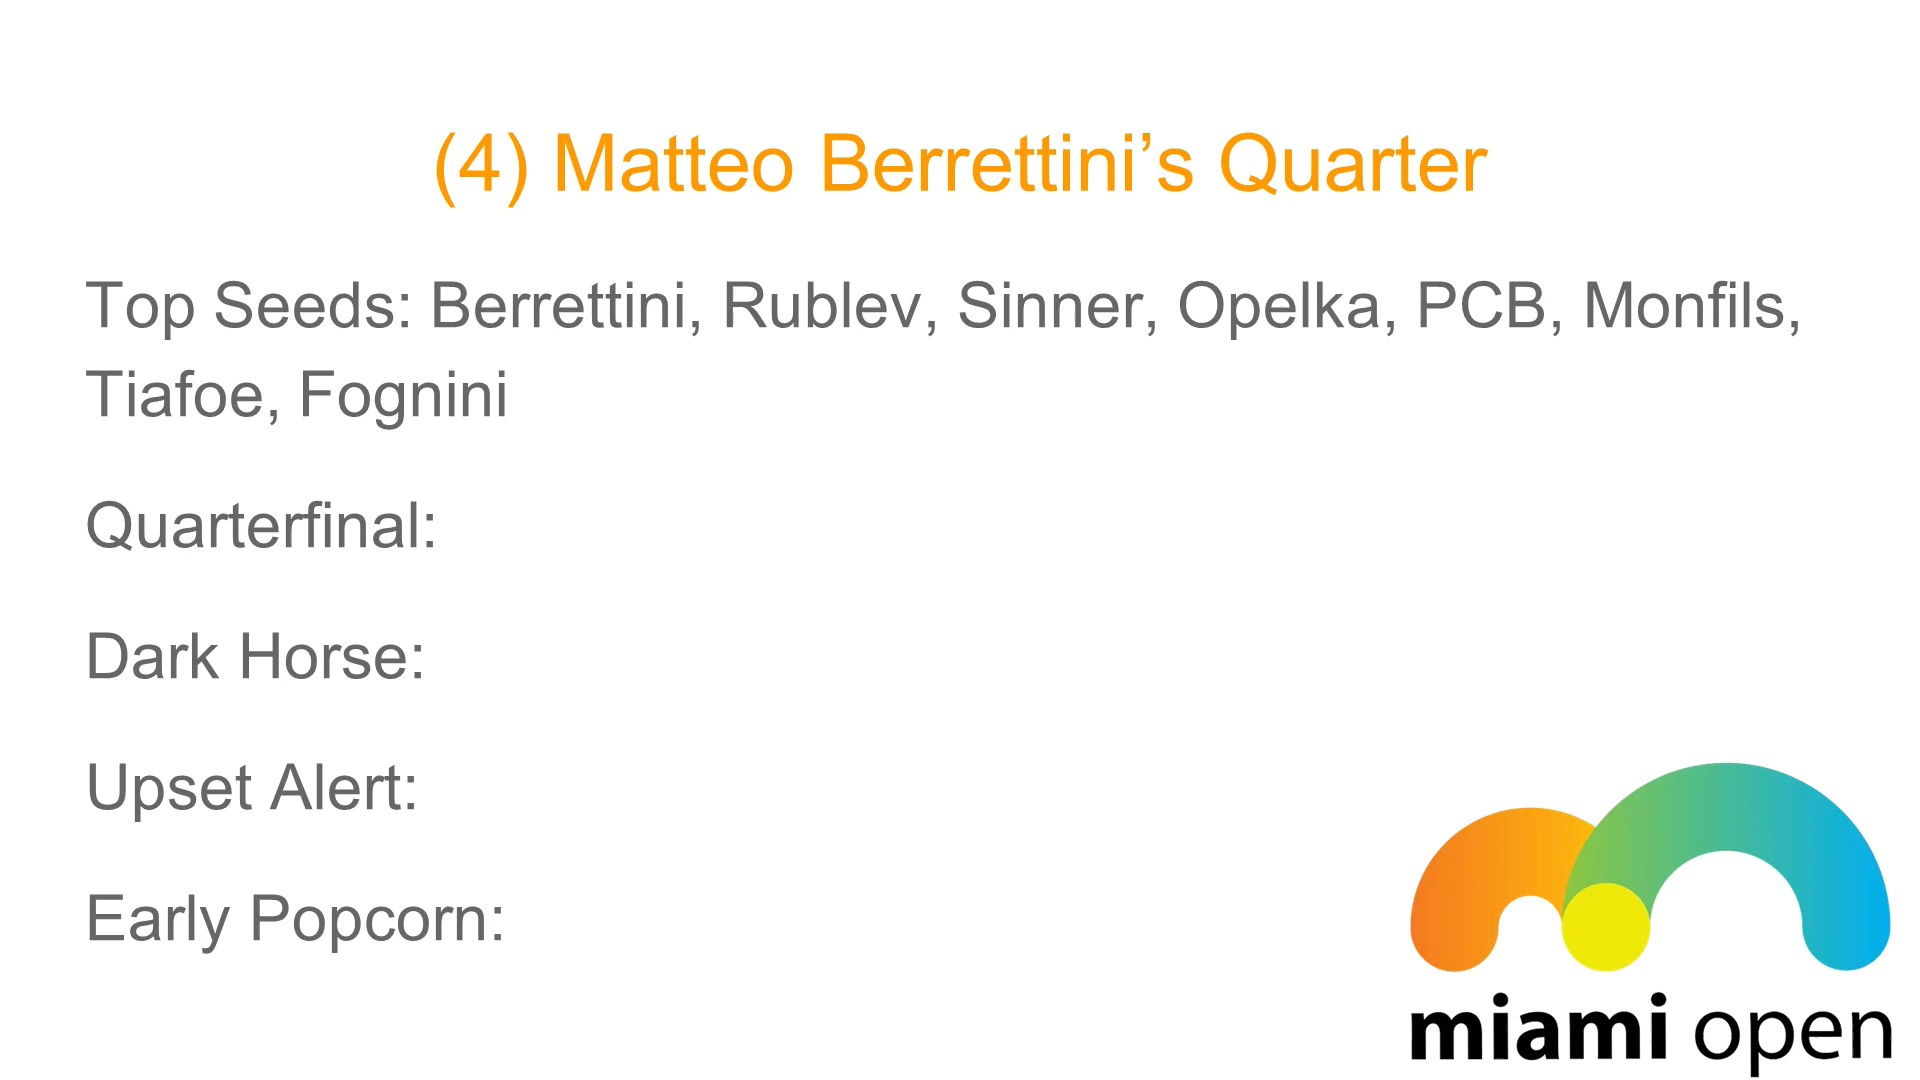 (4) Matteo Berrettini’s Quarter
Top Seeds: Berrettini, Rublev, Sinner, Opelka, PCB, Monfils,
Tiafoe, Fognini
Quarterfinal:
Dark Horse:
Upset Alert:
Early Popcorn:
miami open